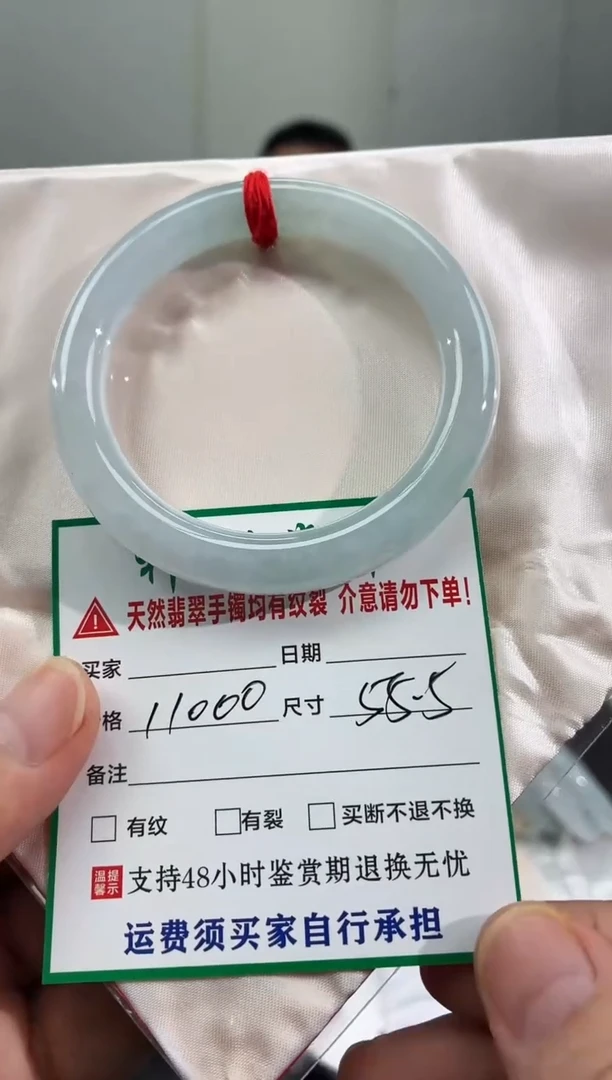 天然翡翠手镯均有纹裂 介意请勿下单!
买家 日期
格 11000 尺寸 55.5
备注
有纹 有裂 买断不退不换
温馨提示 支持48小时鉴赏期退换无忧
运费须买家自行承担